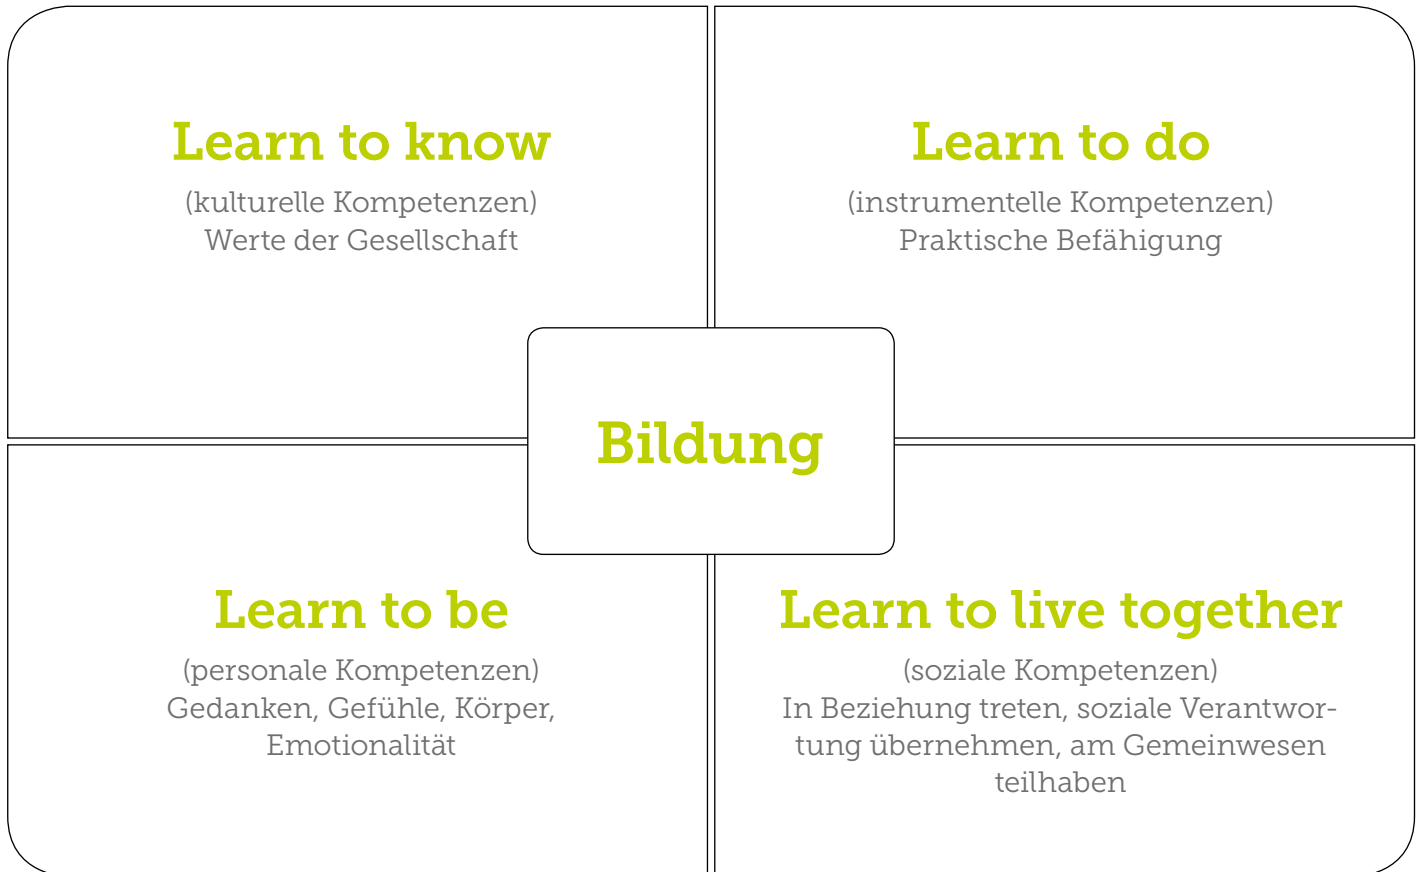 Learn to know
(kulturelle Kompetenzen)
Werte der Gesellschaft
Learn to do
(instrumentelle Kompetenzen)
Praktische Befähigung
Bildung
Learn to be
(personale Kompetenzen)
Gedanken, Gefühle, Körper,
Emotionalität
Learn to live together
(soziale Kompetenzen)
In Beziehung treten, soziale Verantwor-
tung übernehmen, am Gemeinwesen
teilhaben